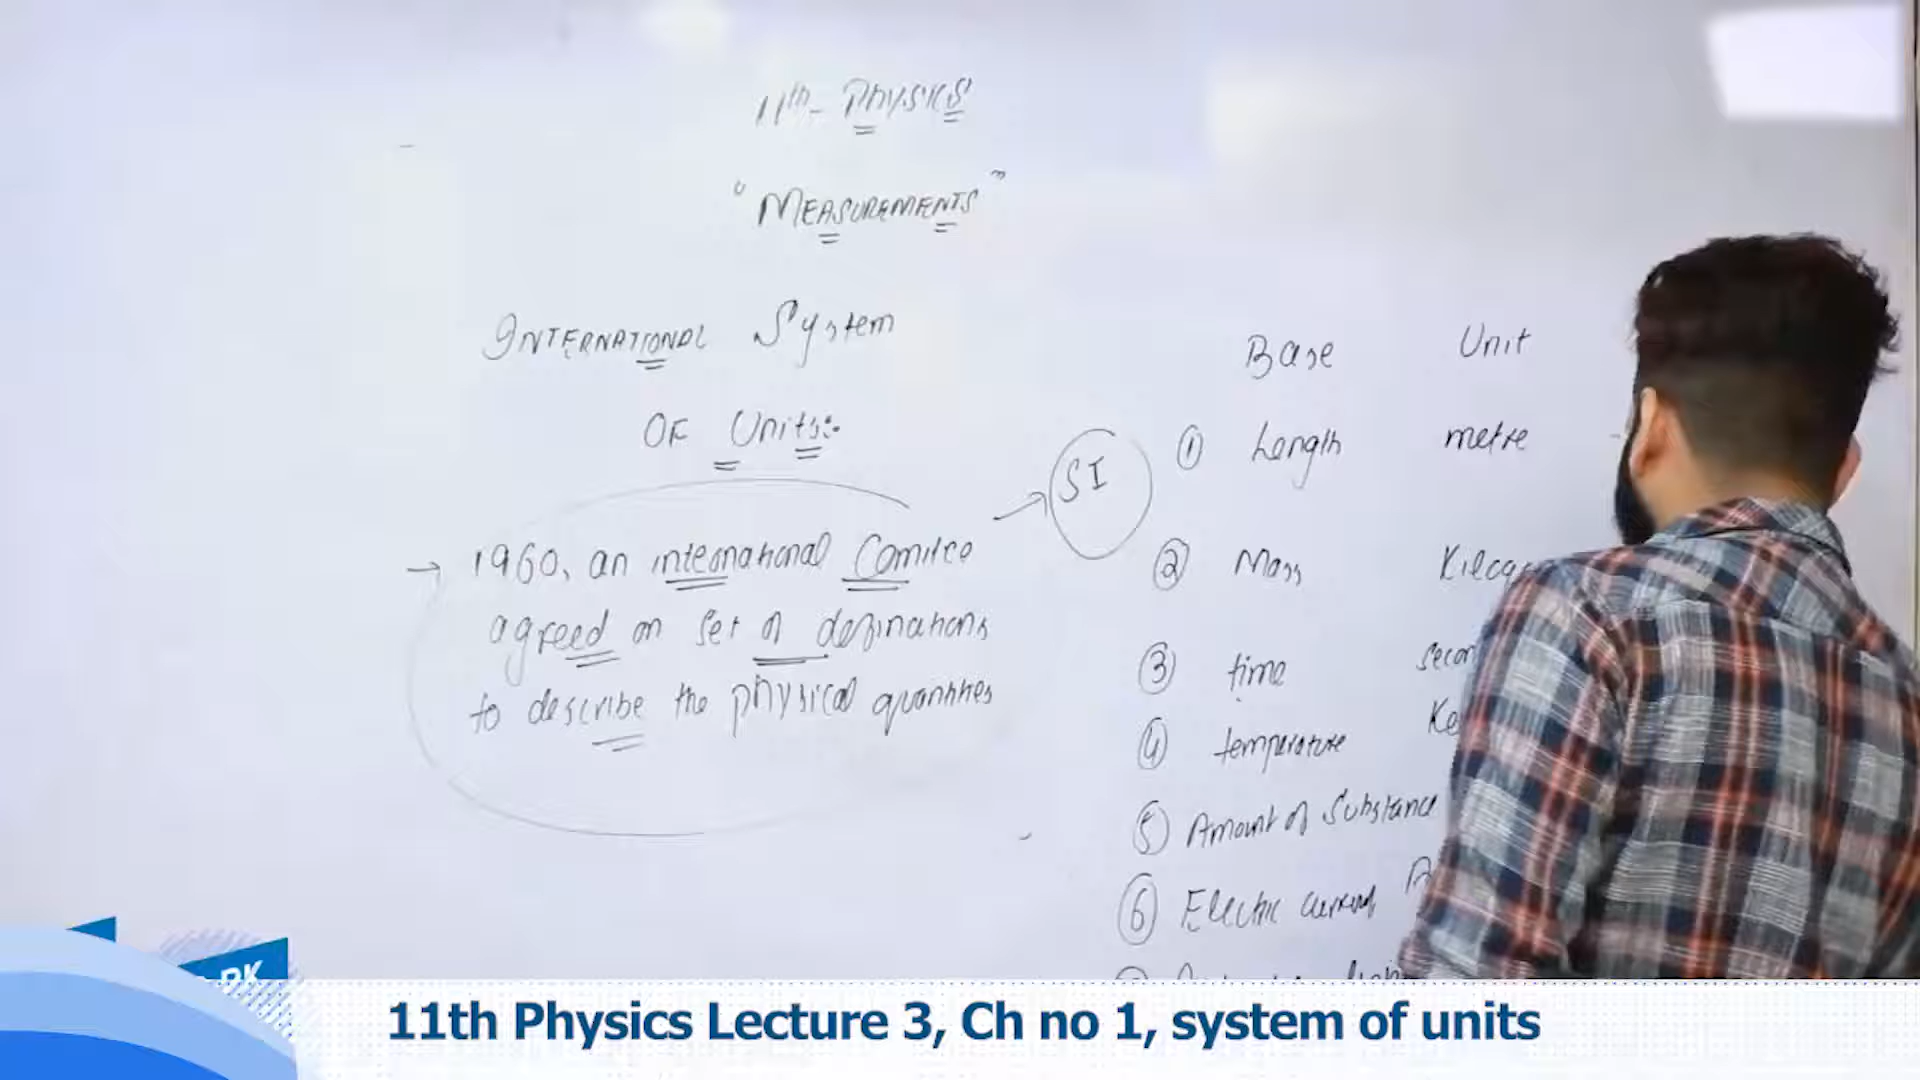 11th - Physics
" MEASUREMENTS "
INTERNATIONAL System
OF Units:-
→ 1960, an international Comitee
agreed on set of definations
to describe the physical quantities
→ SI
Base Unit
① Length metre
② Mass
③ time
④ temperature
⑤ Amount of Substance
⑥ Electric current
11th Physics Lecture 3, Ch no 1, system of units